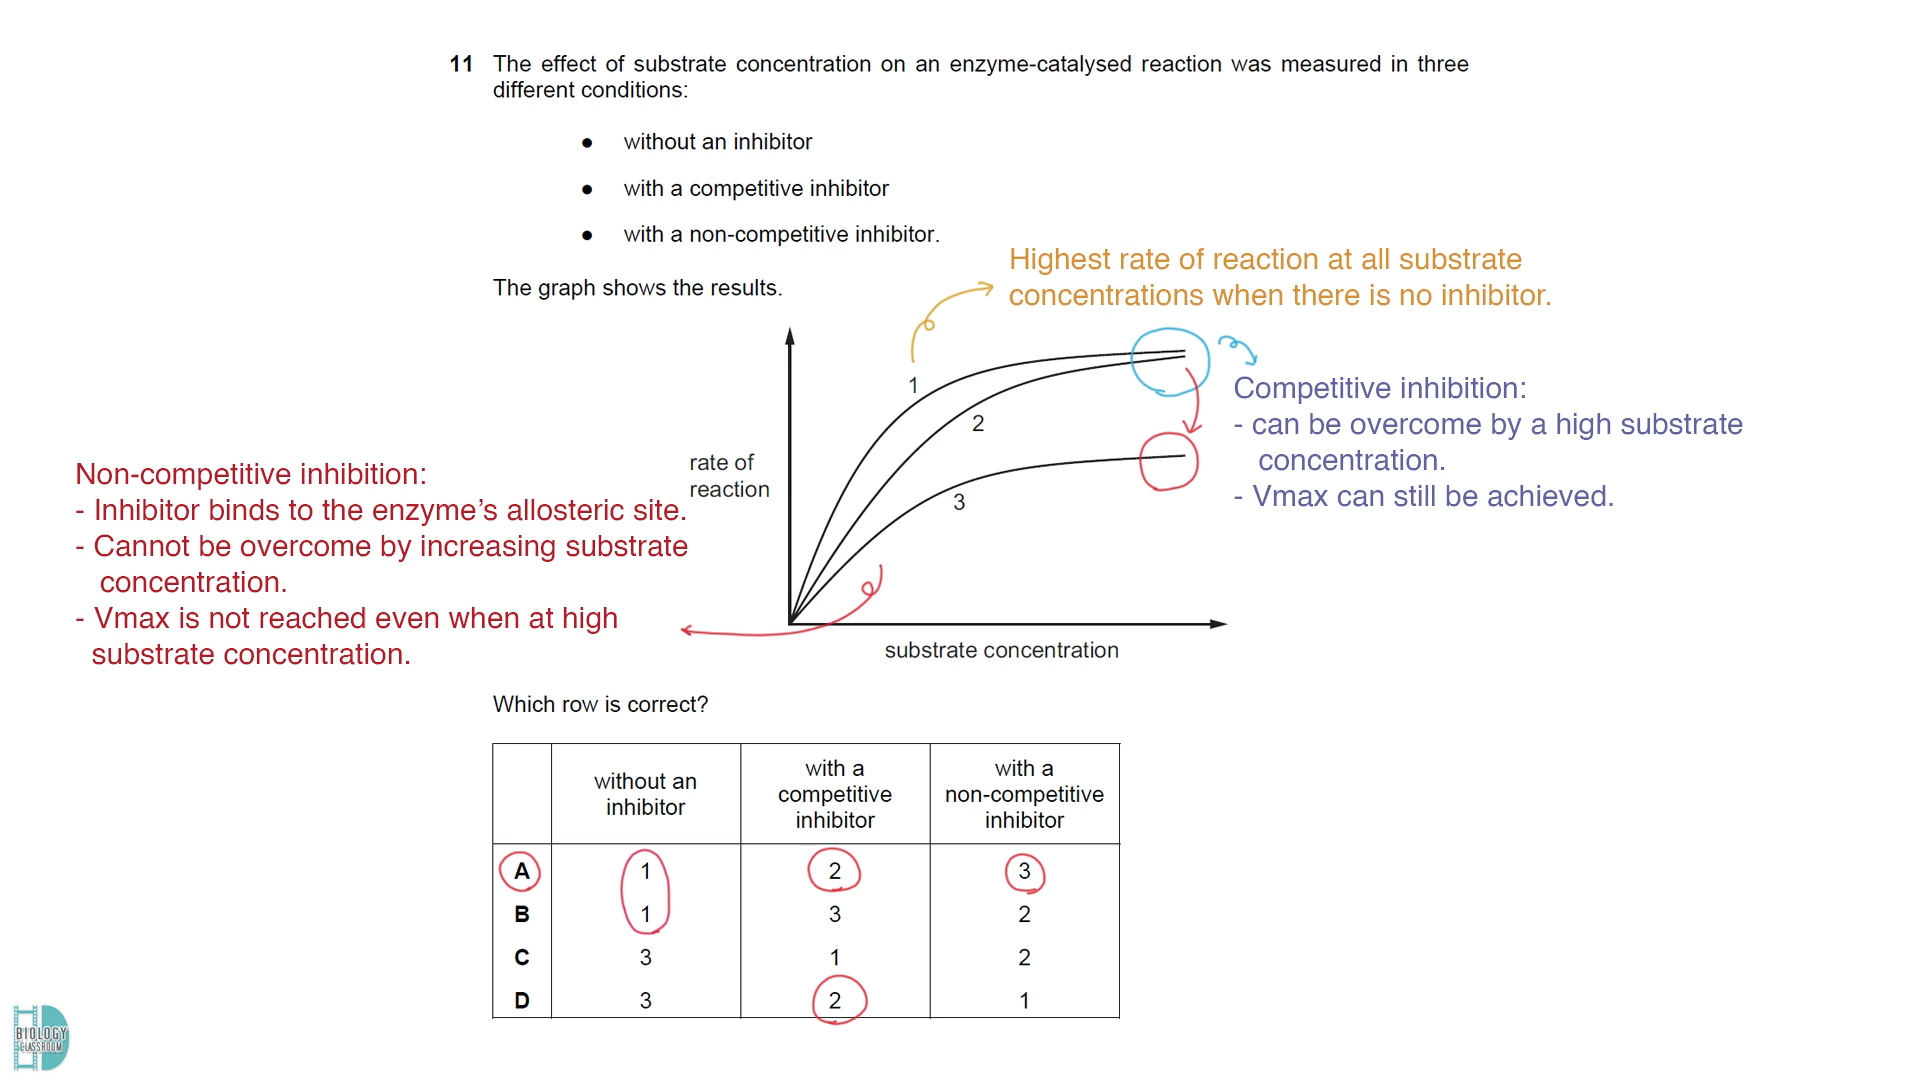 11 The effect of substrate concentration on an enzyme-catalysed reaction was measured in three
different conditions:
● without an inhibitor
● with a competitive inhibitor
● with a non-competitive inhibitor.
The graph shows the results.
Highest rate of reaction at all substrate
concentrations when there is no inhibitor.
1
2
3
rate of
reaction
substrate concentration
Competitive inhibition:
- can be overcome by a high substrate
concentration.
- Vmax can still be achieved.
Non-competitive inhibition:
- Inhibitor binds to the enzyme’s allosteric site.
- Cannot be overcome by increasing substrate
concentration.
- Vmax is not reached even when at high
substrate concentration.
Which row is correct?
without an
inhibitor
with a
competitive
inhibitor
with a
non-competitive
inhibitor
A 1 2 3
B 1 3 2
C 3 1 2
D 3 2 1
BIOLOGY
CLASSROOM